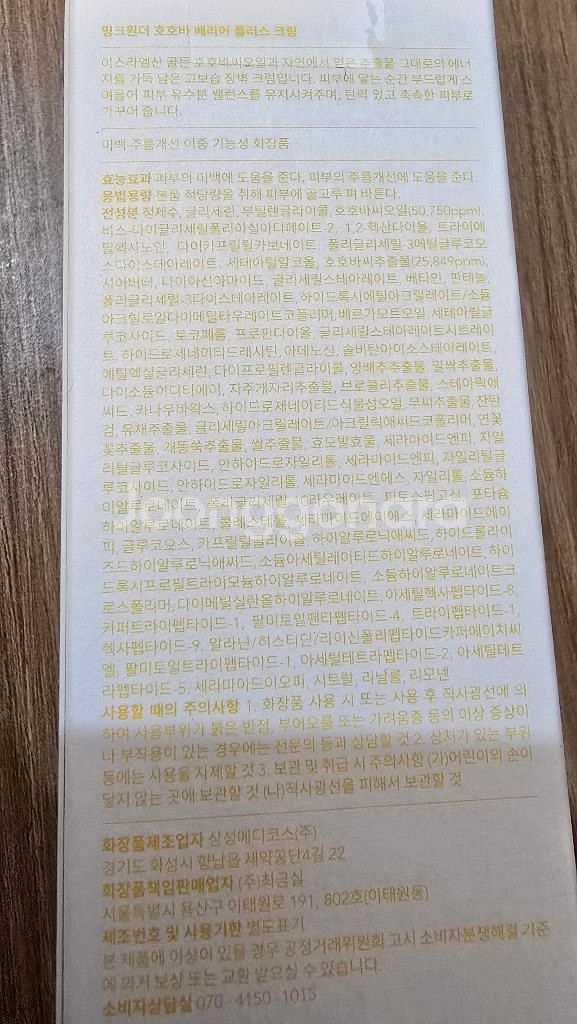 핑크원더 호호바 베리어 플러스 크림
이스라엘산 골든 호호바씨오일과 자연에서 얻은 추출물 그대로의 에너
지를 가득 담은 고보습 장벽 크림입니다. 피부에 닿는 순간 부드럽게 스
며들어 피부 유수분 밸런스를 유지시켜주며, 탄력 있고 촉촉한 피부로
가꾸어 줍니다.
미백·주름개선 이중 기능성 화장품
효능효과 피부의 미백에 도움을 준다. 피부의 주름개선에 도움을 준다.
용법용량 본품 적당량을 취해 피부에 골고루 펴 바른다.
전성분 정제수, 글리세린, 부틸렌글라이콜, 호호바씨오일(50,750ppm),
비스-다이글리세릴폴리아실아디페이트-2, 1,2-헥산다이올, 트라이에
틸헥사노인, 다이카프릴릴카보네이트, 폴리글리세릴-3메틸글루코오
스다이스테아레이트, 세테아릴알코올, 호호바씨추출물(25,849ppm),
시어버터, 나이아신아마이드, 글리세릴스테아레이트, 베타인, 판테놀,
폴리글리세릴-3다이스테아레이트, 하이드록시에틸아크릴레이트/소듐
아크릴로일다이메틸타우레이트코폴리머, 베르가모트오일, 세테아릴글
루코사이드, 토코페롤, 프로판다이올, 글리세릴스테아레이트시트레이
트, 하이드로제네이티드레시틴, 아데노신, 솔비탄아이소스테아레이트,
에틸헥실글리세린, 다이프로필렌글라이콜, 양배추추출물, 밀싹추출물,
다이소듐이디티에이, 자주개자리추출물, 브로콜리추출물, 스테아릭애
씨드, 카나우바왁스, 하이드로제네이티드식물성오일, 무씨추출물, 잔탄
검, 유채추출물, 글리세릴아크릴레이트/아크릴릭애씨드코폴리머, 연꽃
꽃추출물, 개똥쑥추출물, 쌀추출물, 효모발효물, 세라마이드엔피, 자일
리틸글루코사이드, 안하이드로자일리톨, 세라마이드엔피, 자일리틸글
루코사이드, 안하이드로자일리톨, 세라마이드엔에스, 자일리톨, 소듐하
이알루로네이트, 폴리글리세릴-10라우레이트, 피토스핑고신, 포타슘
하이알루로네이트, 콜레스테롤, 세라마이드에이에스, 세라마이드에이
피, 글루코오스, 카프릴릴글라이콜, 하이알루로닉애씨드, 하이드롤라이
즈드하이알루로닉애씨드, 소듐아세틸레이티드하이알루로네이트, 하이
드록시프로필트라이모늄하이알루로네이트, 소듐하이알루로네이트크
로스폴리머, 다이메틸실란올하이알루로네이트, 아세틸헥사펩타이드-8,
카퍼트라이펩타이드-1, 팔미토일펜타펩타이드-4, 트라이펩타이드-1,
헥사펩타이드-9, 알라닌/히스티딘/라이신폴리펩타이드카퍼에이치씨
엘, 팔미토일트라이펩타이드-1, 아세틸테트라펩타이드-2, 아세틸테트
라펩타이드-5, 세라마이드이오피, 시트랄, 리날룰, 리모넨
사용할 때의 주의사항 1. 화장품 사용 시 또는 사용 후 직사광선에 의
하여 사용부위가 붉은 반점, 부어오름 또는 가려움증 등의 이상 증상이
나 부작용이 있는 경우에는 전문의 등과 상담할 것 2. 상처가 있는 부위
등에는 사용을 자제할 것 3. 보관 및 취급 시 주의사항 (가)어린이의 손이
닿지 않는 곳에 보관할 것 (나)직사광선을 피해서 보관할 것
화장품제조업자 삼성메디코스(주)
경기도 화성시 향남읍 제약공단4길 22
화장품책임판매업자 (주)최금실
서울특별시 용산구 이태원로 191, 802호(이태원동)
제조번호 및 사용기한 별도표기
본 제품에 이상이 있을 경우 공정거래위원회 고시 소비자분쟁해결 기준
에 의거 보상 또는 교환 받으실 수 있습니다.
소비자상담실 070-4150-1015